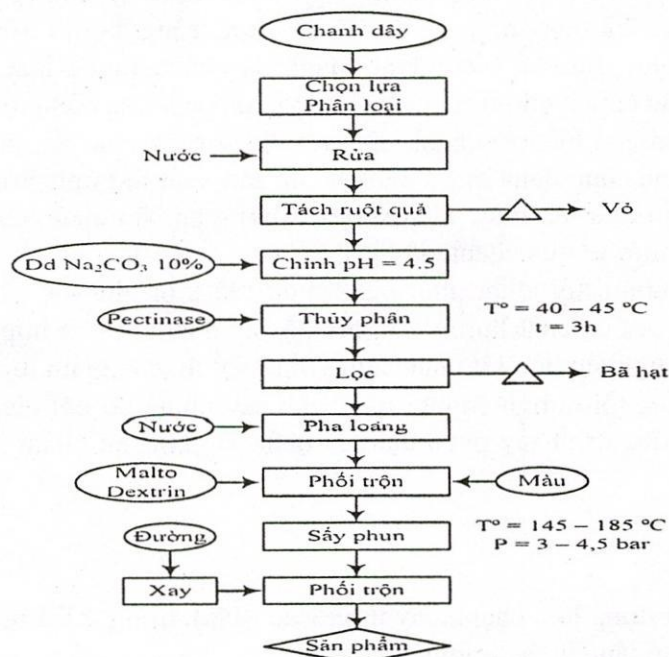 Chanh dây
Chọn lựa
Phân loại
Nước
Rửa
Tách ruột quả
Vỏ
Dd Na₂CO₃ 10%
Chỉnh pH = 4.5
Pectinase
Thủy phân
T° = 40 – 45 °C
t = 3h
Lọc
Bã hạt
Nước
Pha loãng
Malto
Dextrin
Phối trộn
Màu
Đường
Sấy phun
T° = 145 – 185 °C
P = 3 – 4,5 bar
Xay
Phối trộn
Sản phẩm